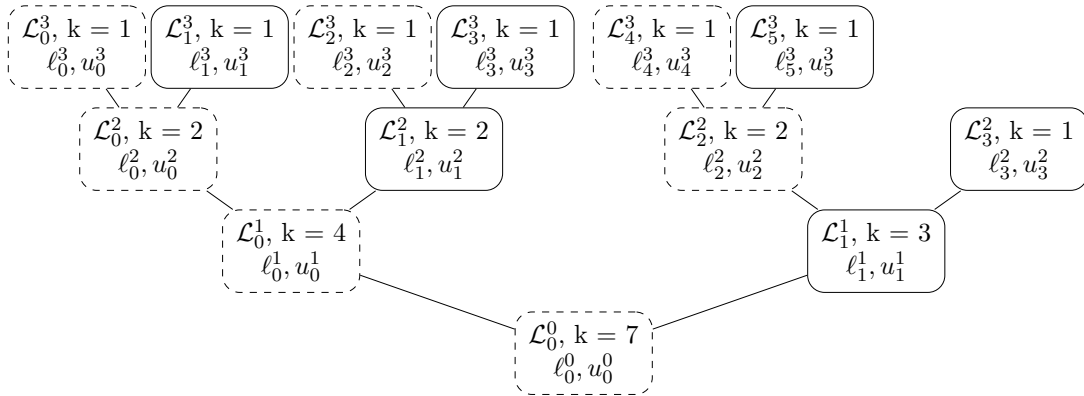 ℒ₀³, k = 1
ℓ₀³, u₀³
ℒ₁³, k = 1
ℓ₁³, u₁³
ℒ₂³, k = 1
ℓ₂³, u₂³
ℒ₃³, k = 1
ℓ₃³, u₃³
ℒ₄³, k = 1
ℓ₄³, u₄³
ℒ₅³, k = 1
ℓ₅³, u₅³
ℒ₀², k = 2
ℓ₀², u₀²
ℒ₁², k = 2
ℓ₁², u₁²
ℒ₂², k = 2
ℓ₂², u₂²
ℒ₃², k = 1
ℓ₃², u₃²
ℒ₀¹, k = 4
ℓ₀¹, u₀¹
ℒ₁¹, k = 3
ℓ₁¹, u₁¹
ℒ₀⁰, k = 7
ℓ₀⁰, u₀⁰